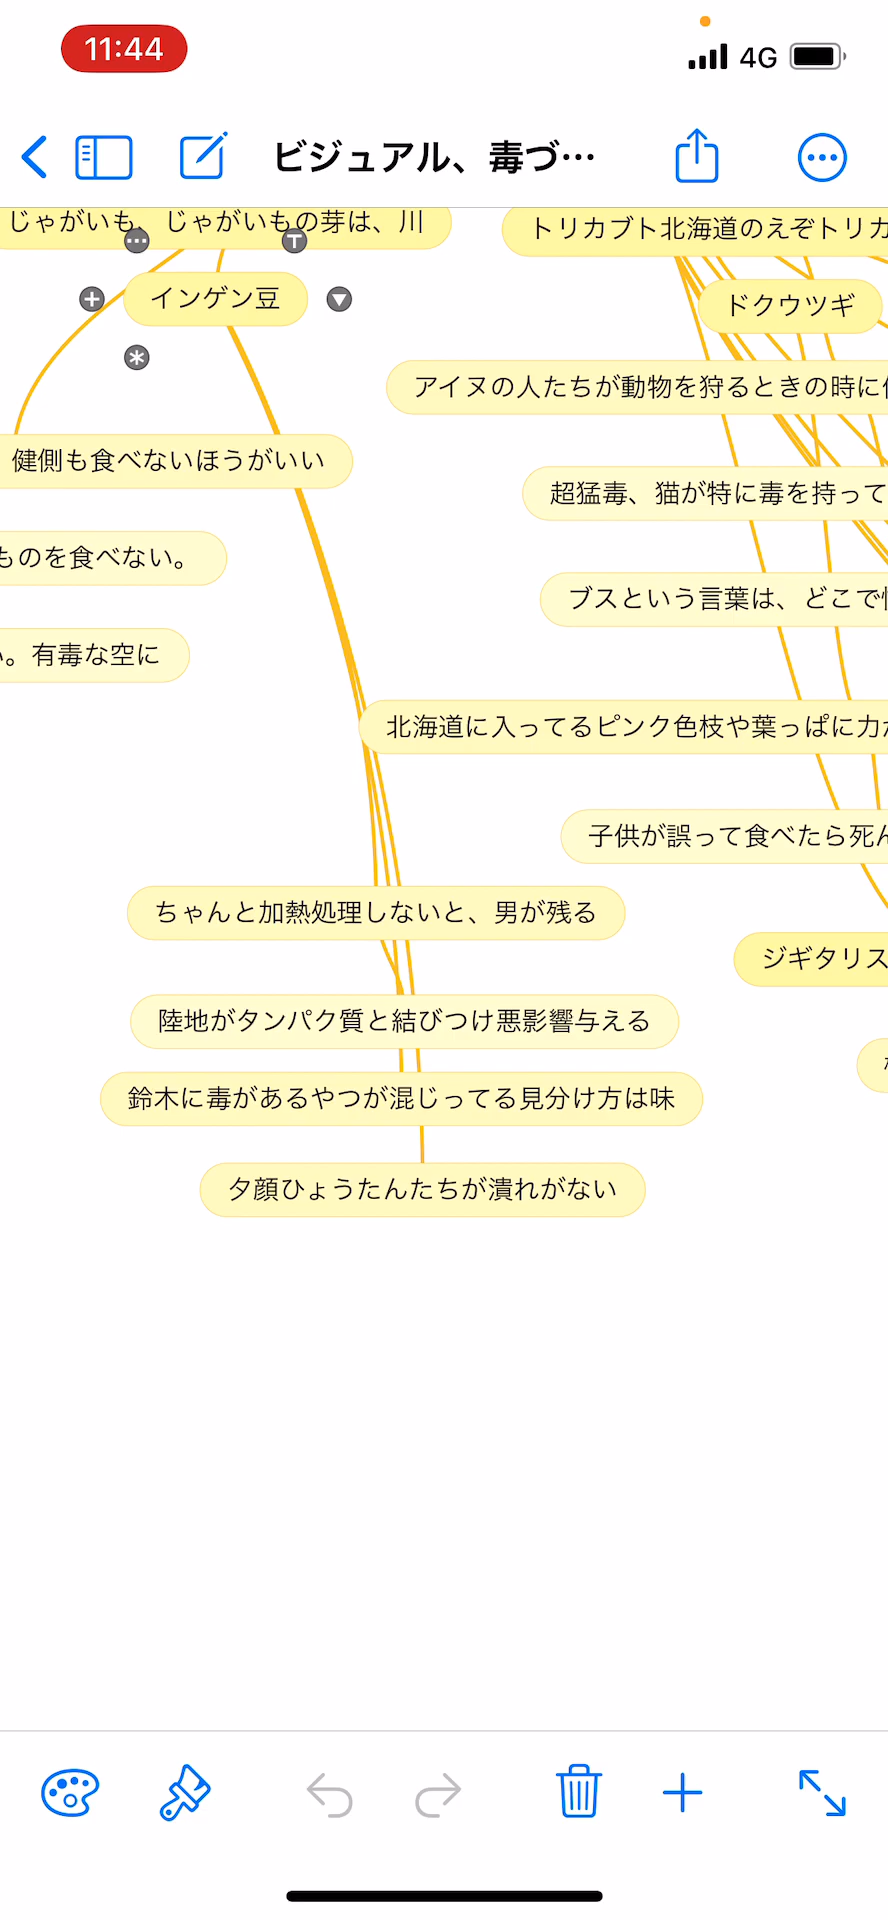 11:44
4G
ビジュアル、毒づ…
じゃがいも、じゃがいもの芽は、川
トリカブト北海道のえぞトリカ
インゲン豆
ドクウツギ
アイヌの人たちが動物を狩るときの時に
健側も食べないほうがいい
超猛毒、猫が特に毒を持って
ものを食べない。
ブスという言葉は、どこで
い。有毒な空に
北海道に入ってるピンク色枝や葉っぱに力
子供が誤って食べたら死ん
ちゃんと加熱処理しないと、男が残る
ジギタリス
陸地がタンパク質と結びつけ悪影響与える
鈴木に毒があるやつが混じってる見分け方は味
夕顔ひょうたんたちが潰れがない